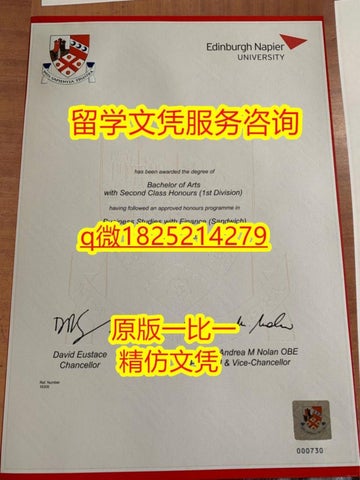 Edinburgh Napier
UNIVERSITY
留学文凭服务咨询
has been awarded the degree of
Bachelor of Arts
with Second Class Honours (1st Division)
having followed an approved honours programme in
Business Studies with Finance (Sandwich)
q微1825214279
原版一比一
精仿文凭
David Eustace
Chancellor
Andrea M Nolan OBE
& Vice-Chancellor
Ref. Number
000730